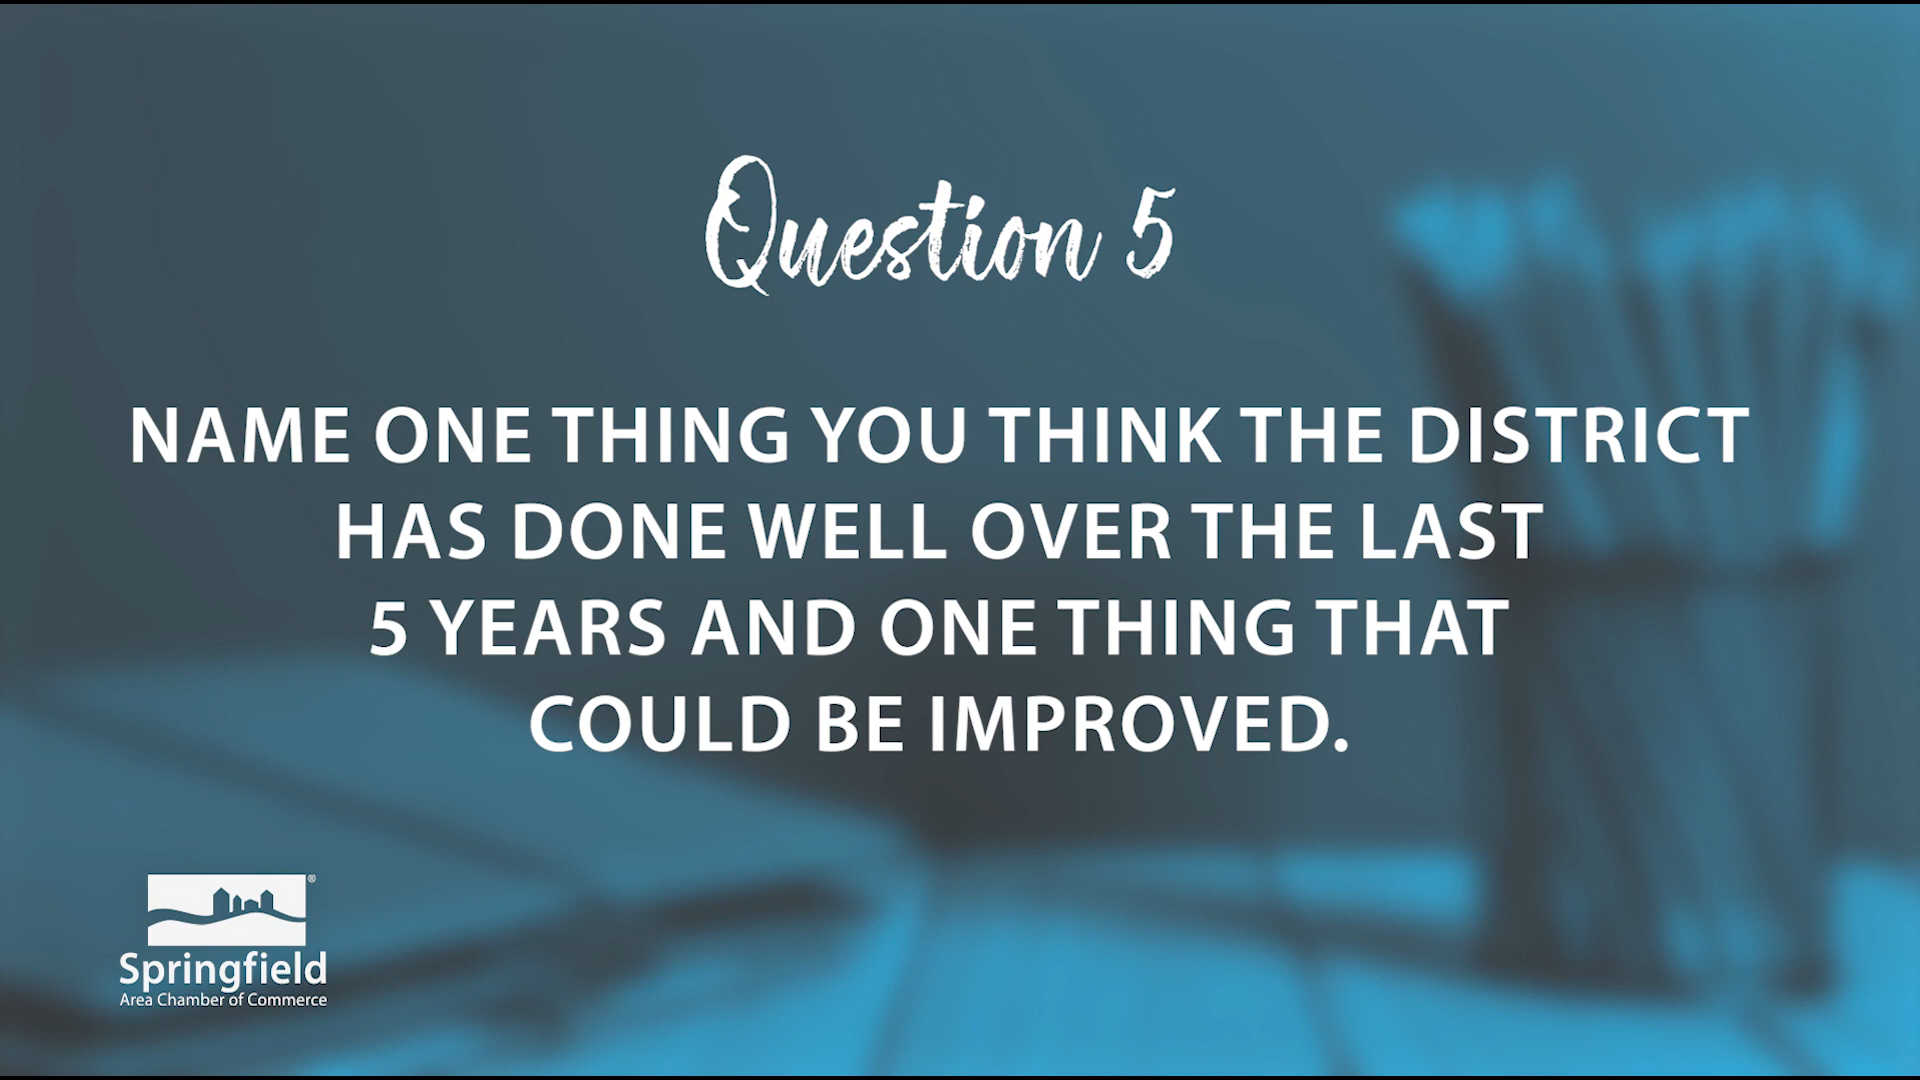 Question 5
NAME ONE THING YOU THINK THE DISTRICT
HAS DONE WELL OVER THE LAST
5 YEARS AND ONE THING THAT
COULD BE IMPROVED.
®
Springfield
Area Chamber of Commerce